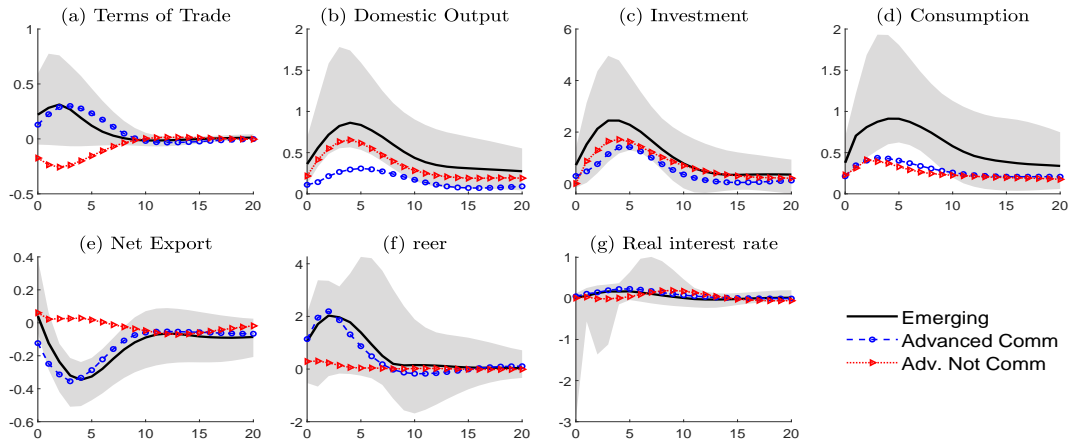 (a) Terms of Trade
1
0.5
0
-0.5
0 5 10 15 20
(b) Domestic Output
2
1.5
1
0.5
0
0 5 10 15 20
(c) Investment
6
4
2
0
0 5 10 15 20
(d) Consumption
2
1.5
1
0.5
0
0 5 10 15 20
(e) Net Export
0.4
0.2
0
-0.2
-0.4
-0.6
0 5 10 15 20
(f) reer
4
2
0
-2
0 5 10 15 20
(g) Real interest rate
1
0
-1
-2
-3
0 5 10 15 20
Emerging
Advanced Comm
Adv. Not Comm